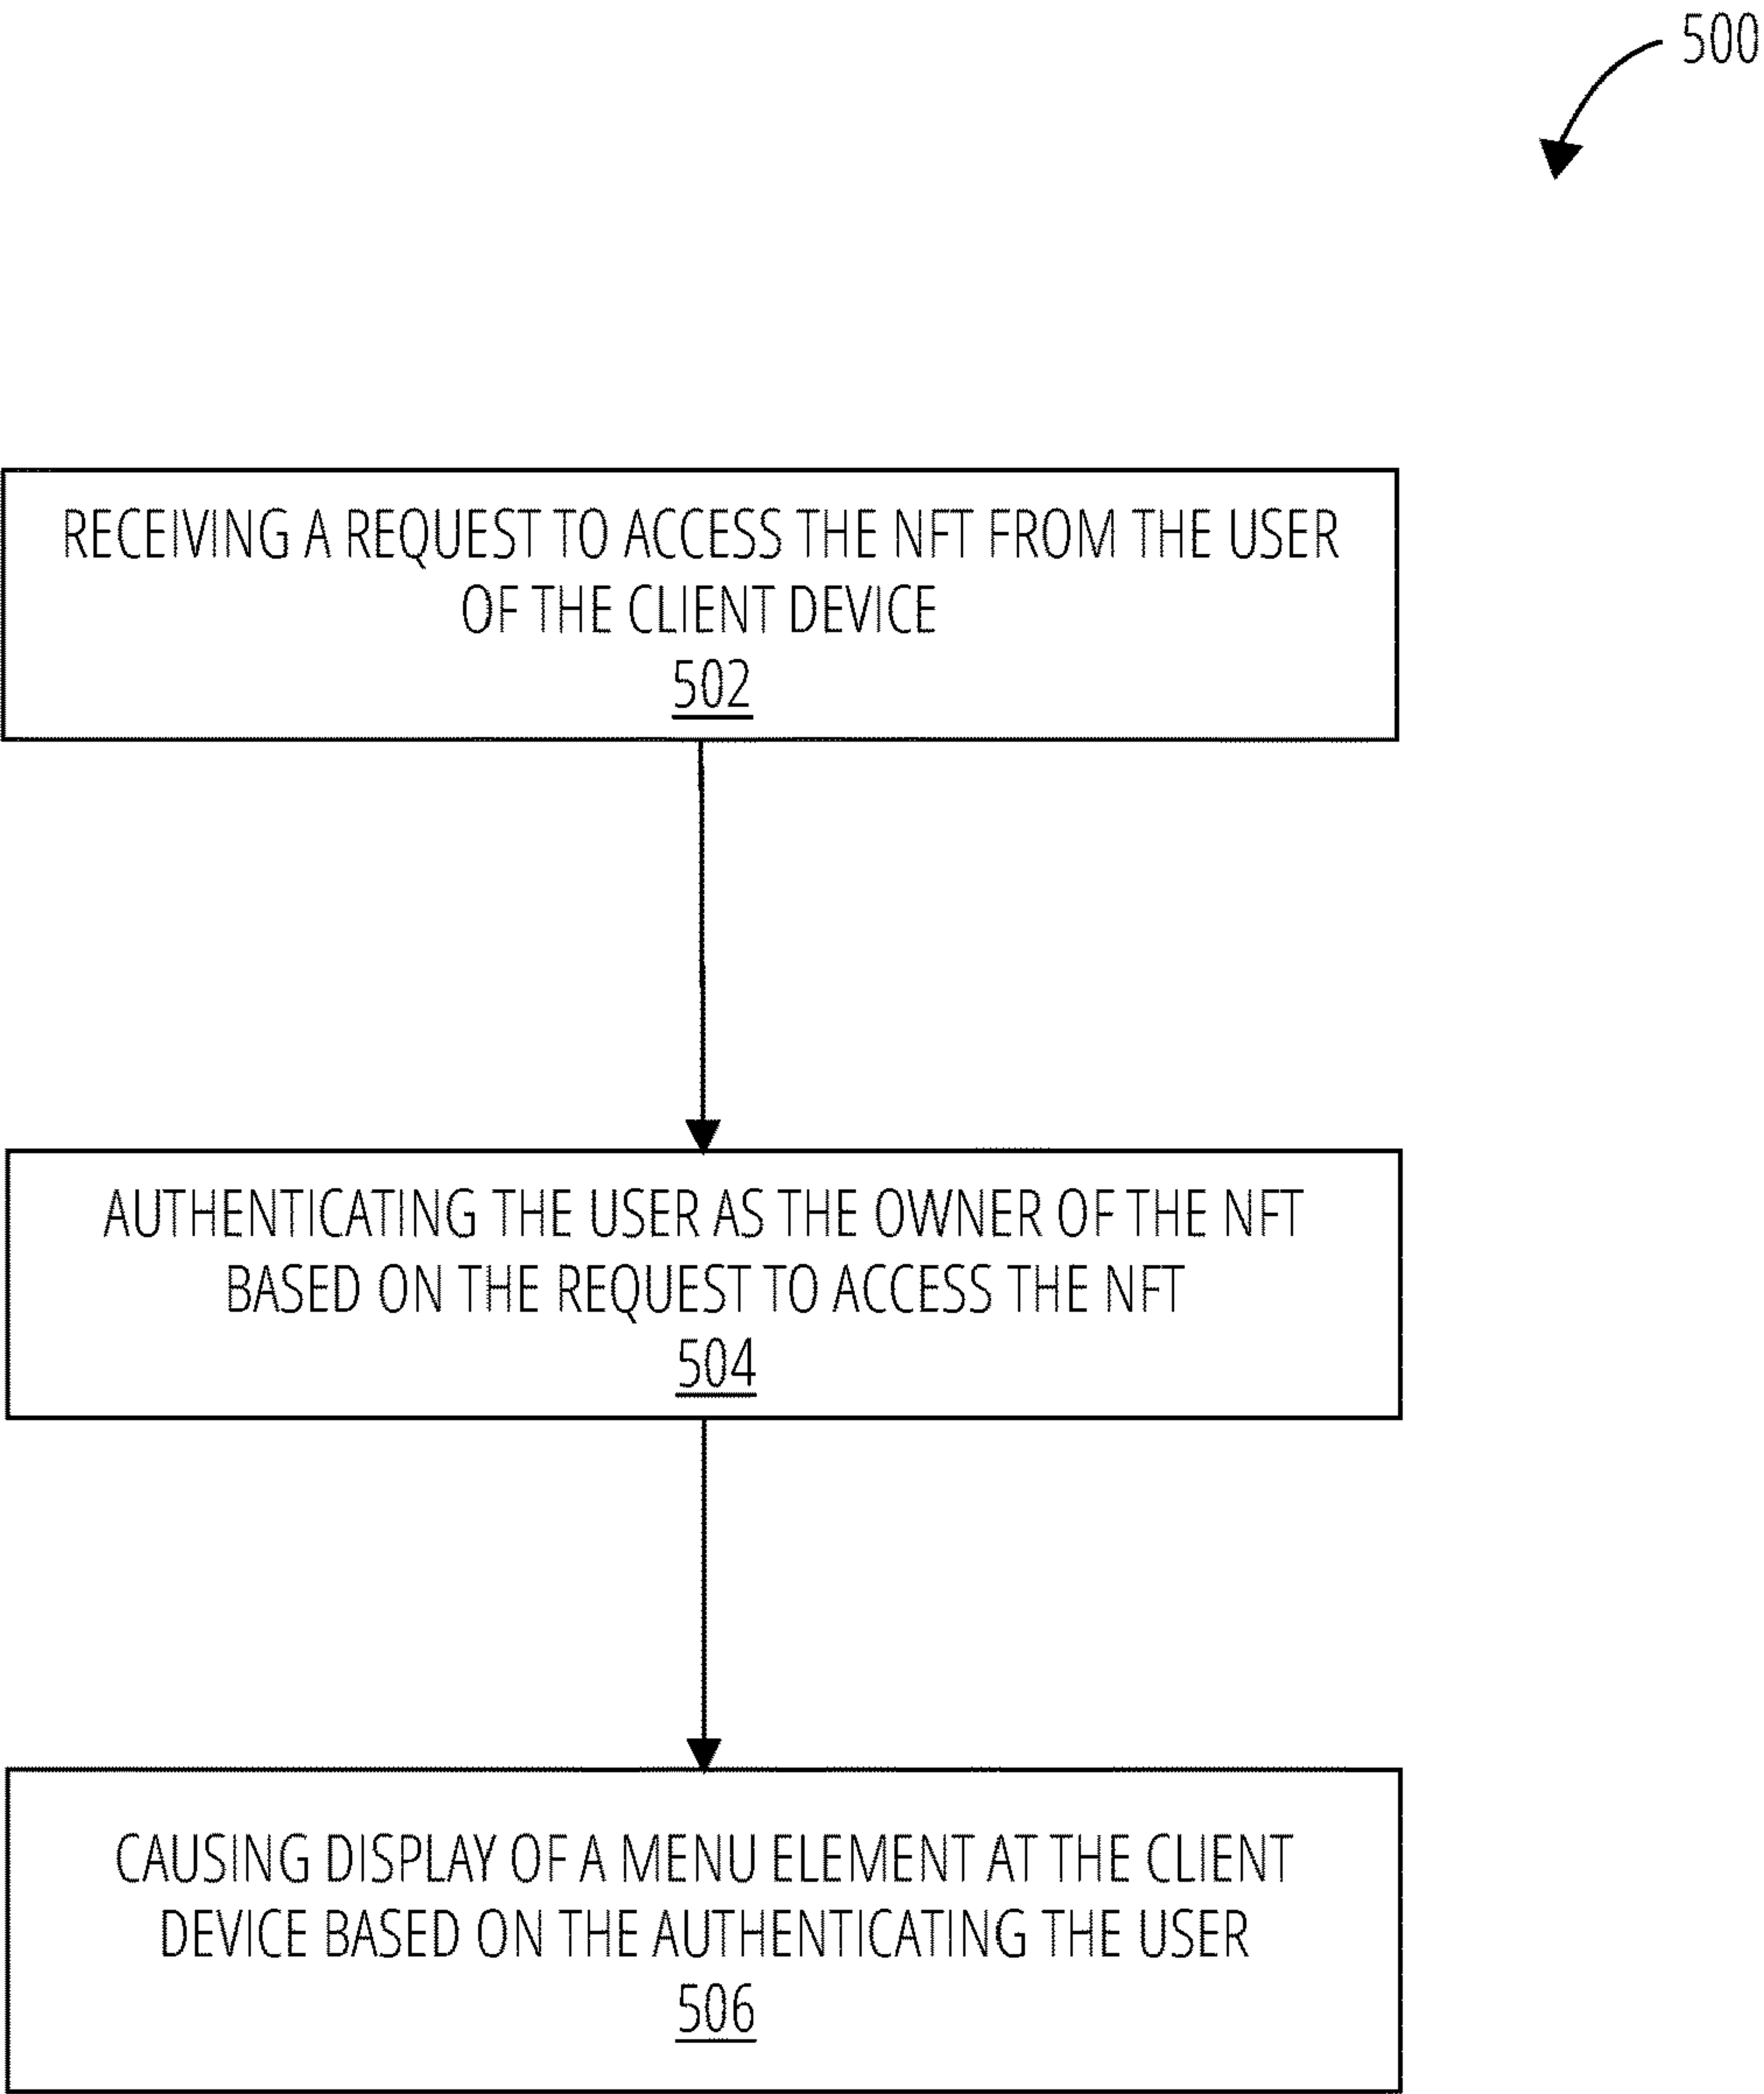 500
RECEIVING A REQUEST TO ACCESS THE NFT FROM THE USER
OF THE CLIENT DEVICE
502
AUTHENTICATING THE USER AS THE OWNER OF THE NFT
BASED ON THE REQUEST TO ACCESS THE NFT
504
CAUSING DISPLAY OF A MENU ELEMENT AT THE CLIENT
DEVICE BASED ON THE AUTHENTICATING THE USER
506